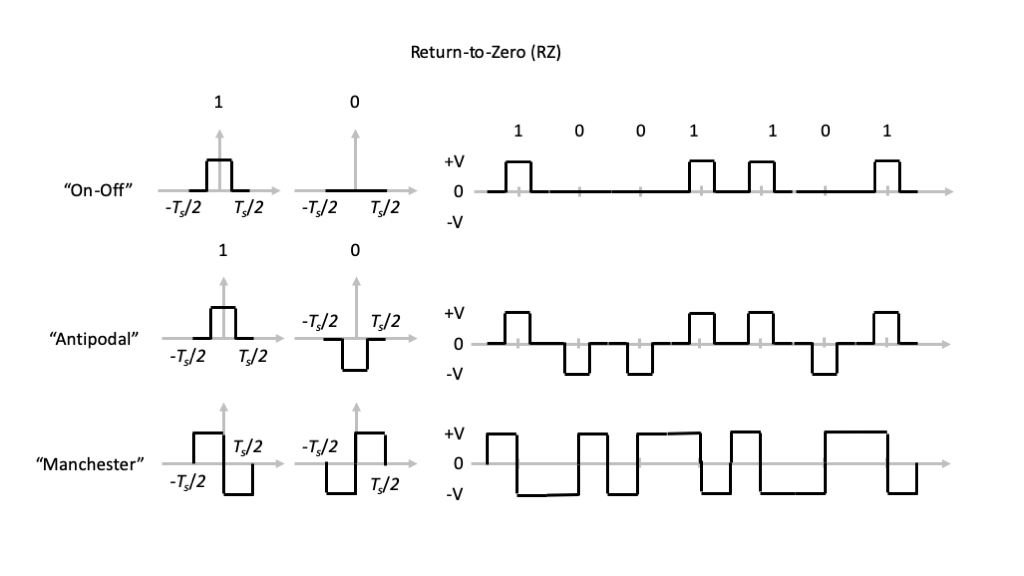 Return-to-Zero (RZ)
1 0
1 0 0 1 1 0 1
“On-Off”
-Ts/2 Ts/2 -Ts/2 Ts/2
+V
0
-V
1 0
“Antipodal”
-Ts/2 Ts/2 -Ts/2 Ts/2
+V
0
-V
“Manchester”
-Ts/2 Ts/2 -Ts/2 Ts/2
+V
0
-V